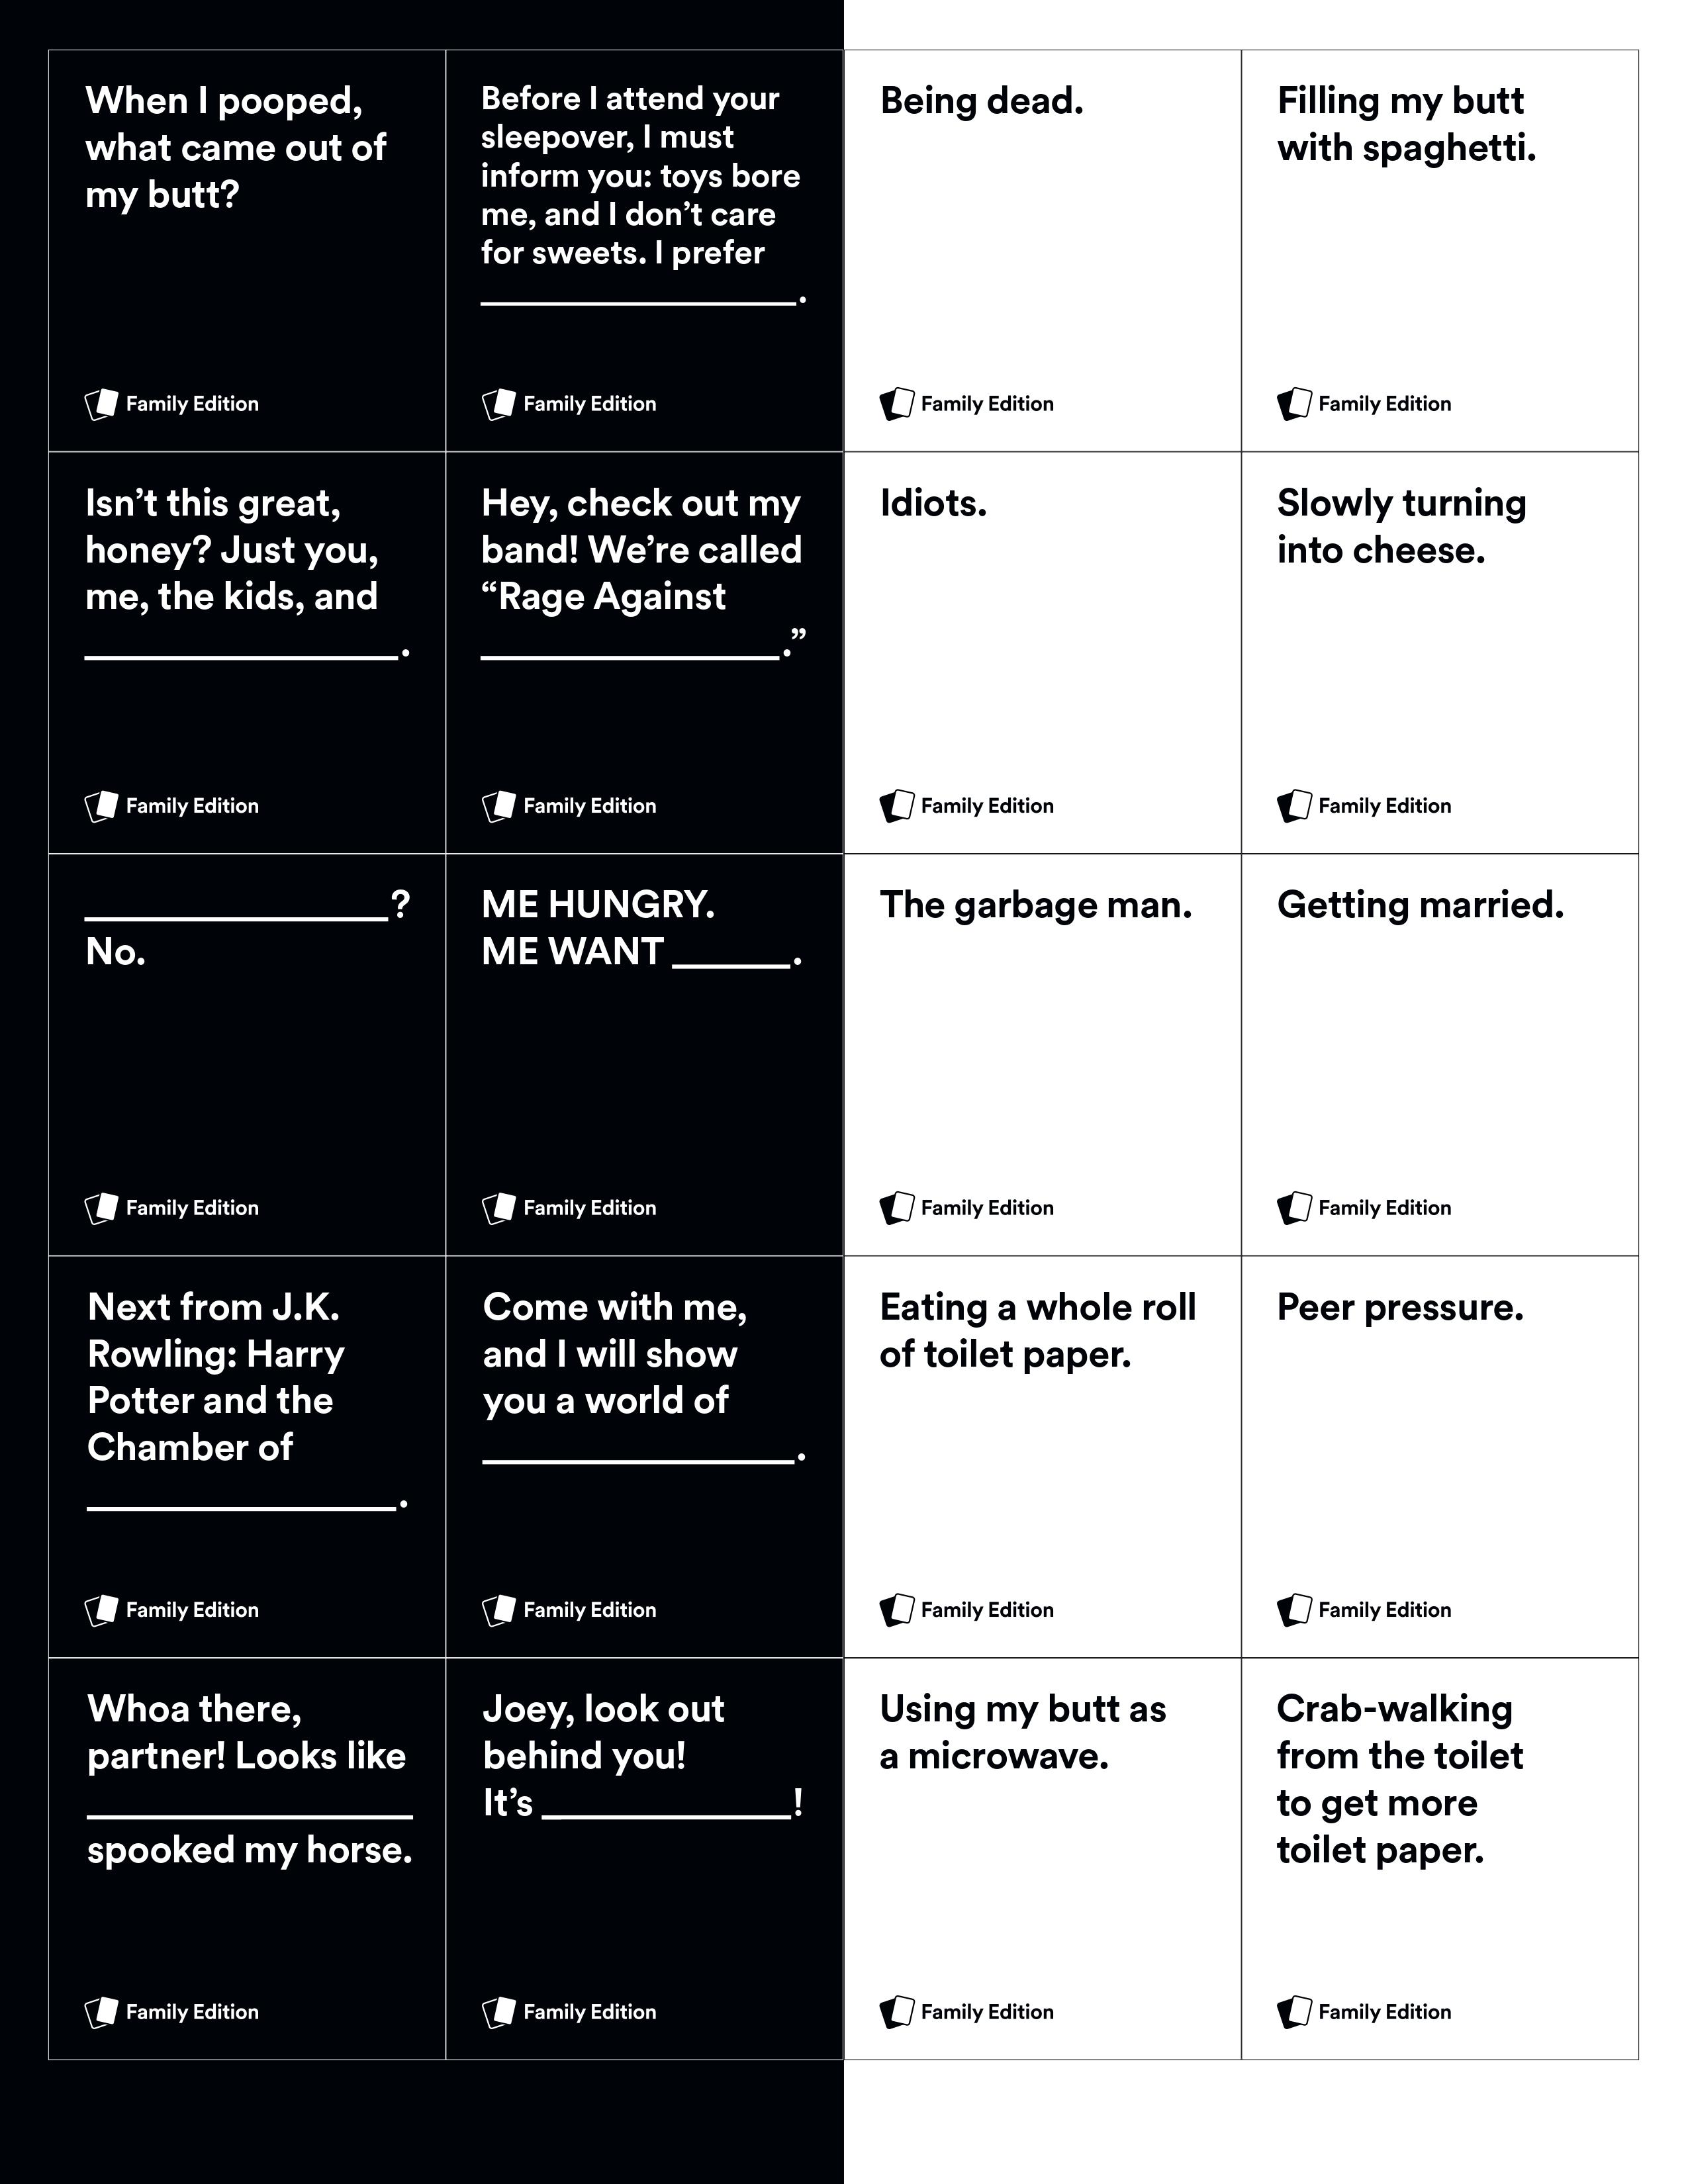 When I pooped,
what came out of
my butt?
Family Edition
Before I attend your
sleepover, I must
inform you: toys bore
me, and I don’t care
for sweets. I prefer
____________________.
Family Edition
Being dead.
Family Edition
Filling my butt
with spaghetti.
Family Edition
Isn’t this great,
honey? Just you,
me, the kids, and
____________________.
Family Edition
Hey, check out my
band! We’re called
“Rage Against
____________________.”
Family Edition
Idiots.
Family Edition
Slowly turning
into cheese.
Family Edition
____________________?
No.
Family Edition
ME HUNGRY.
ME WANT ________.
Family Edition
The garbage man.
Family Edition
Getting married.
Family Edition
Next from J.K.
Rowling: Harry
Potter and the
Chamber of
____________________.
Family Edition
Come with me,
and I will show
you a world of
____________________.
Family Edition
Eating a whole roll
of toilet paper.
Family Edition
Peer pressure.
Family Edition
Whoa there,
partner! Looks like
____________________
spooked my horse.
Family Edition
Joey, look out
behind you!
It’s ________________!
Family Edition
Using my butt as
a microwave.
Family Edition
Crab-walking
from the toilet
to get more
toilet paper.
Family Edition